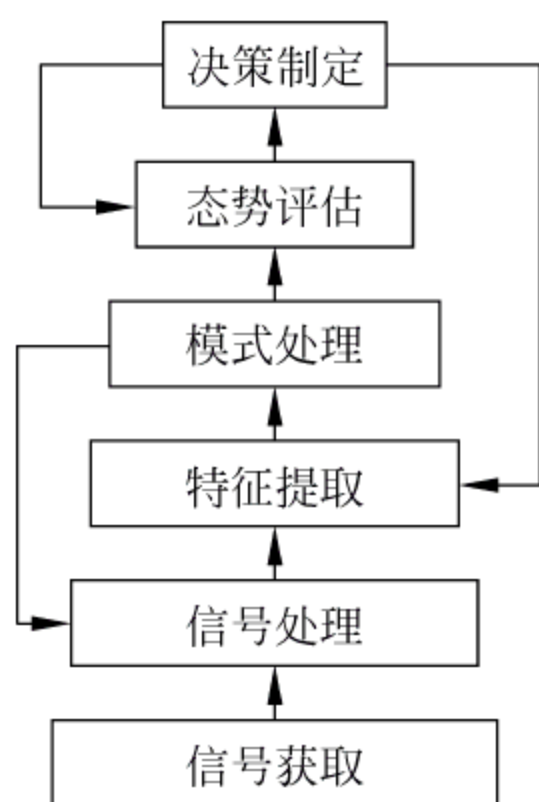 决策制定
态势评估
模式处理
特征提取
信号处理
信号获取